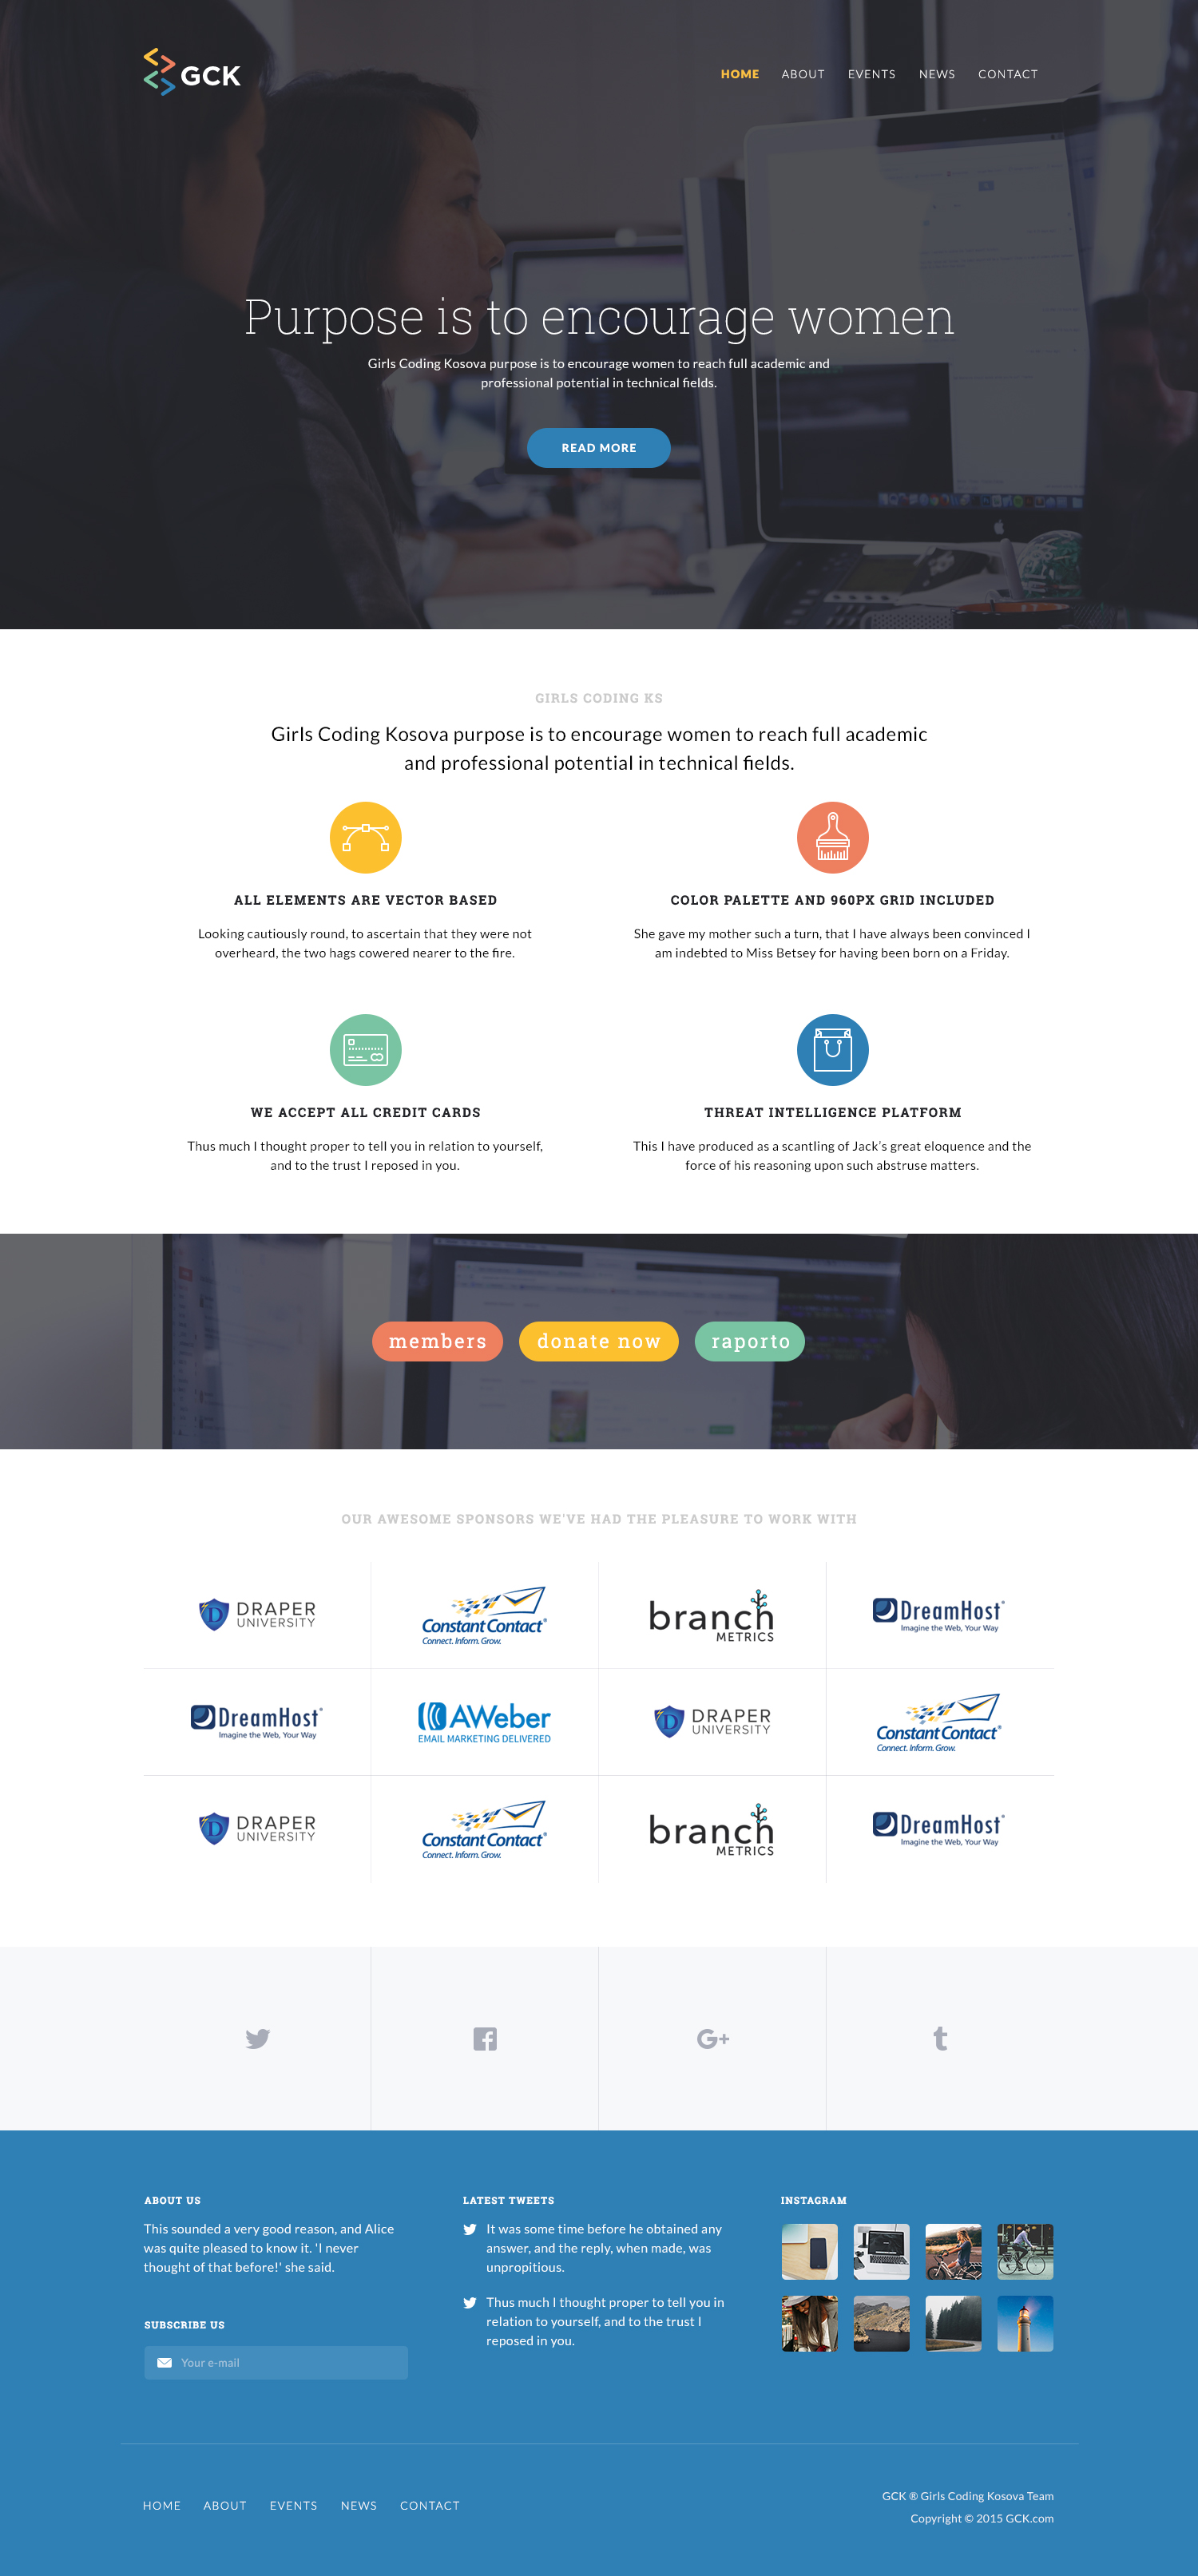 GCK
HOME ABOUT EVENTS NEWS CONTACT
Purpose is to encourage women
Girls Coding Kosova purpose is to encourage women to reach full academic and
professional potential in technical fields.
READ MORE
GIRLS CODING KS
Girls Coding Kosova purpose is to encourage women to reach full academic
and professional potential in technical fields.
ALL ELEMENTS ARE VECTOR BASED
Looking cautiously round, to ascertain that they were not
overheard, the two hags cowered nearer to the fire.
COLOR PALETTE AND 960PX GRID INCLUDED
She gave my mother such a turn, that I have always been convinced I
am indebted to Miss Betsey for having been born on a Friday.
WE ACCEPT ALL CREDIT CARDS
Thus much I thought proper to tell you in relation to yourself,
and to the trust I reposed in you.
THREAT INTELLIGENCE PLATFORM
This I have produced as a scantling of Jack's great eloquence and the
force of his reasoning upon such abstruse matters.
members
donate now
raporto
OUR AWESOME SPONSORS WE'VE HAD THE PLEASURE TO WORK WITH
D DRAPER
UNIVERSITY
Constant Contact®
Connect. Inform. Grow.
branch
METRICS
DreamHost®
Imagine the Web, Your Way
DreamHost®
Imagine the Web, Your Way
AWeber
EMAIL MARKETING DELIVERED
D DRAPER
UNIVERSITY
Constant Contact®
Connect. Inform. Grow.
D DRAPER
UNIVERSITY
Constant Contact®
Connect. Inform. Grow.
branch
METRICS
DreamHost®
Imagine the Web, Your Way
ABOUT US
This sounded a very good reason, and Alice
was quite pleased to know it. 'I never
thought of that before!' she said.
SUBSCRIBE US
Your e-mail
LATEST TWEETS
It was some time before he obtained any
answer, and the reply, when made, was
unpropitious.
Thus much I thought proper to tell you in
relation to yourself, and to the trust I
reposed in you.
INSTAGRAM
HOME ABOUT EVENTS NEWS CONTACT
GCK ® Girls Coding Kosova Team
Copyright © 2015 GCK.com